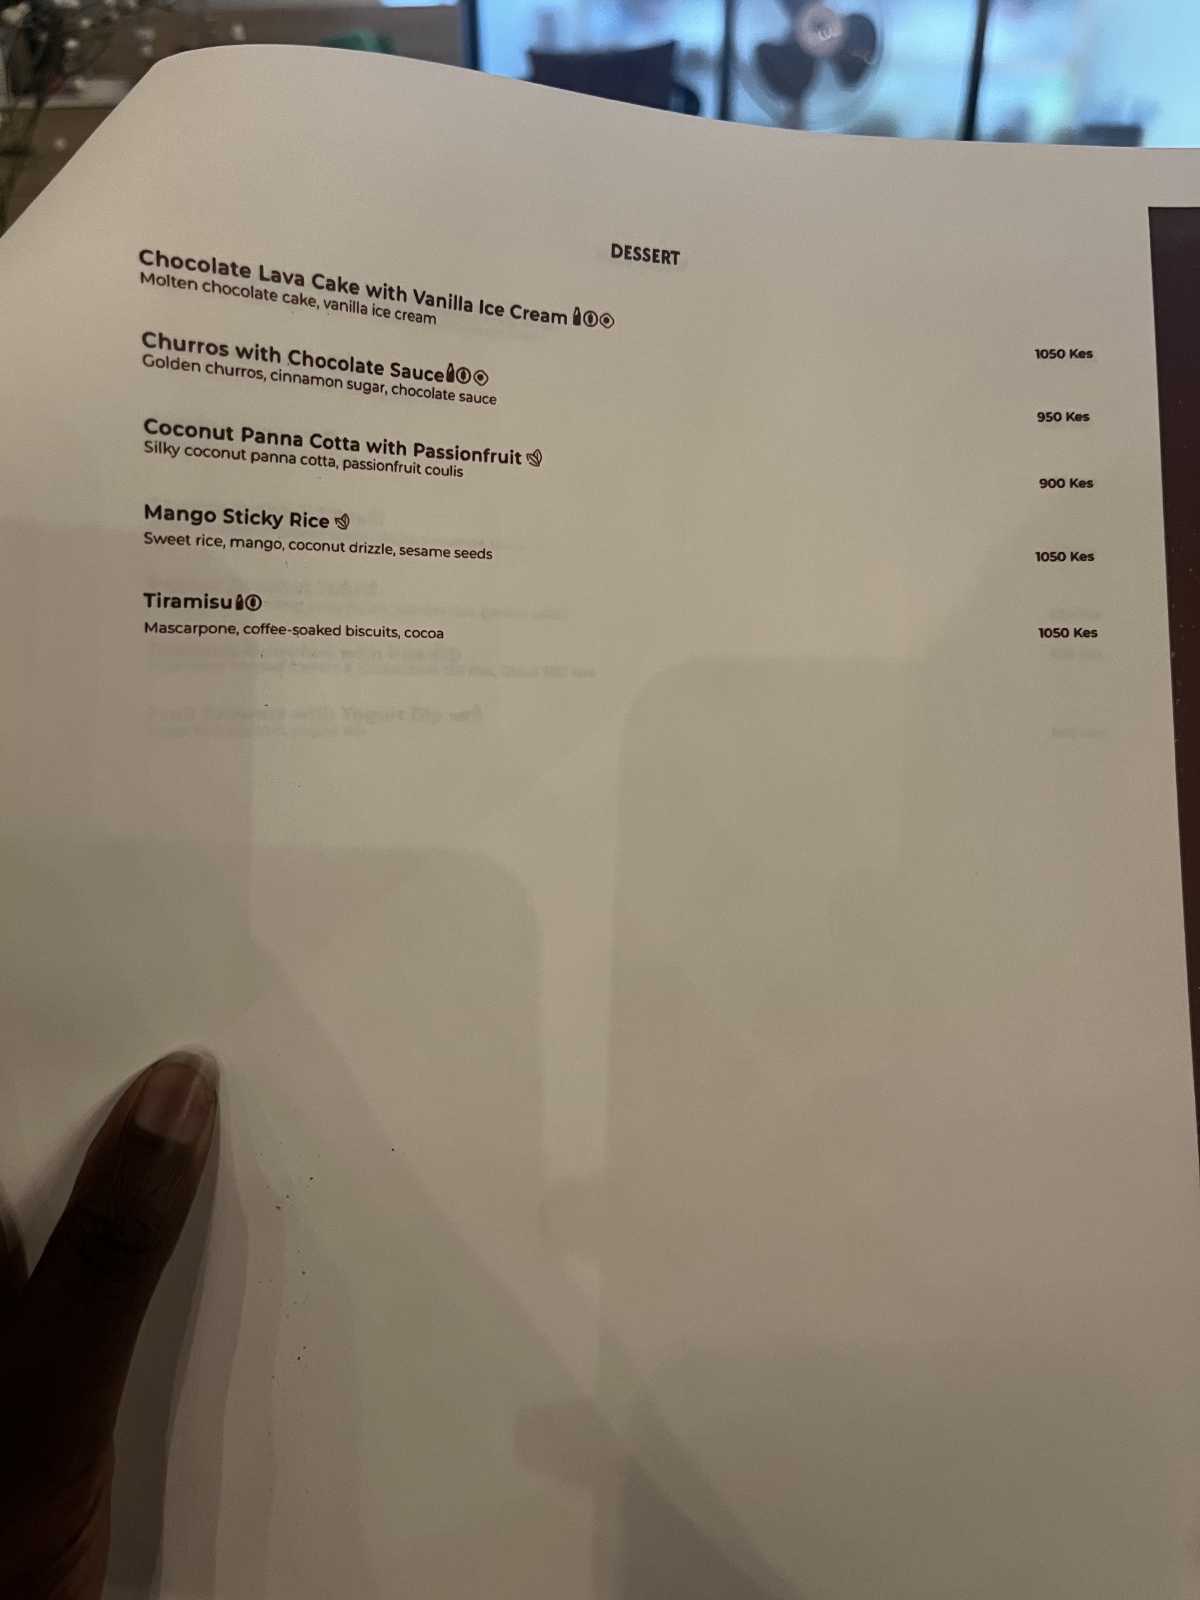 DESSERT
Chocolate Lava Cake with Vanilla Ice Cream
Molten chocolate cake, vanilla ice cream
1050 Kes
Churros with Chocolate Sauce
Golden churros, cinnamon sugar, chocolate sauce
950 Kes
Coconut Panna Cotta with Passionfruit
Silky coconut panna cotta, passionfruit coulis
900 Kes
Mango Sticky Rice
Sweet rice, mango, coconut drizzle, sesame seeds
1050 Kes
Tiramisu
Mascarpone, coffee-soaked biscuits, cocoa
1050 Kes
with Yogurt Dip